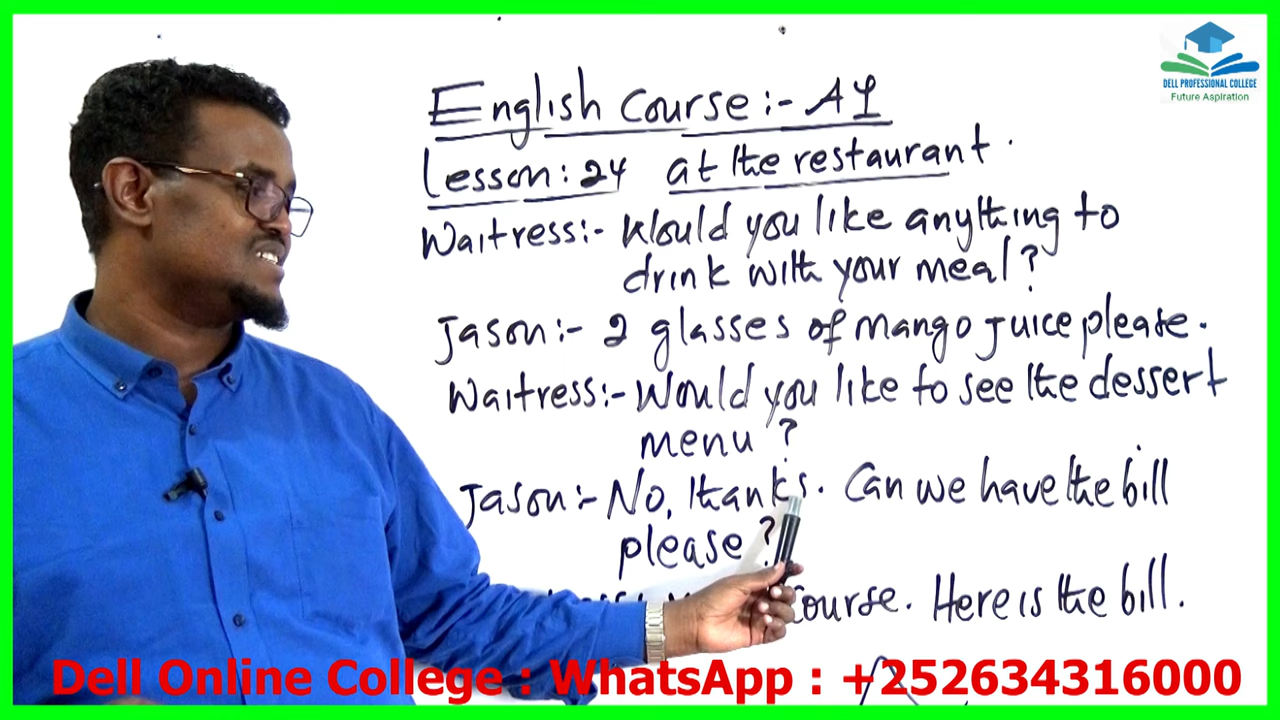 DELL PROFESSIONAL COLLEGE
Future Aspiration
English Course :- A1
Lesson: 24 at the restaurant.
Waitress:- Would you like anything to
drink with your meal?
Jason:- 2 glasses of mango juice please.
Waitress:- Would you like to see the dessert
menu?
Jason:- No, thanks. Can we have the bill
please?
course. Here is the bill.
Dell Online College : WhatsApp : +252634316000